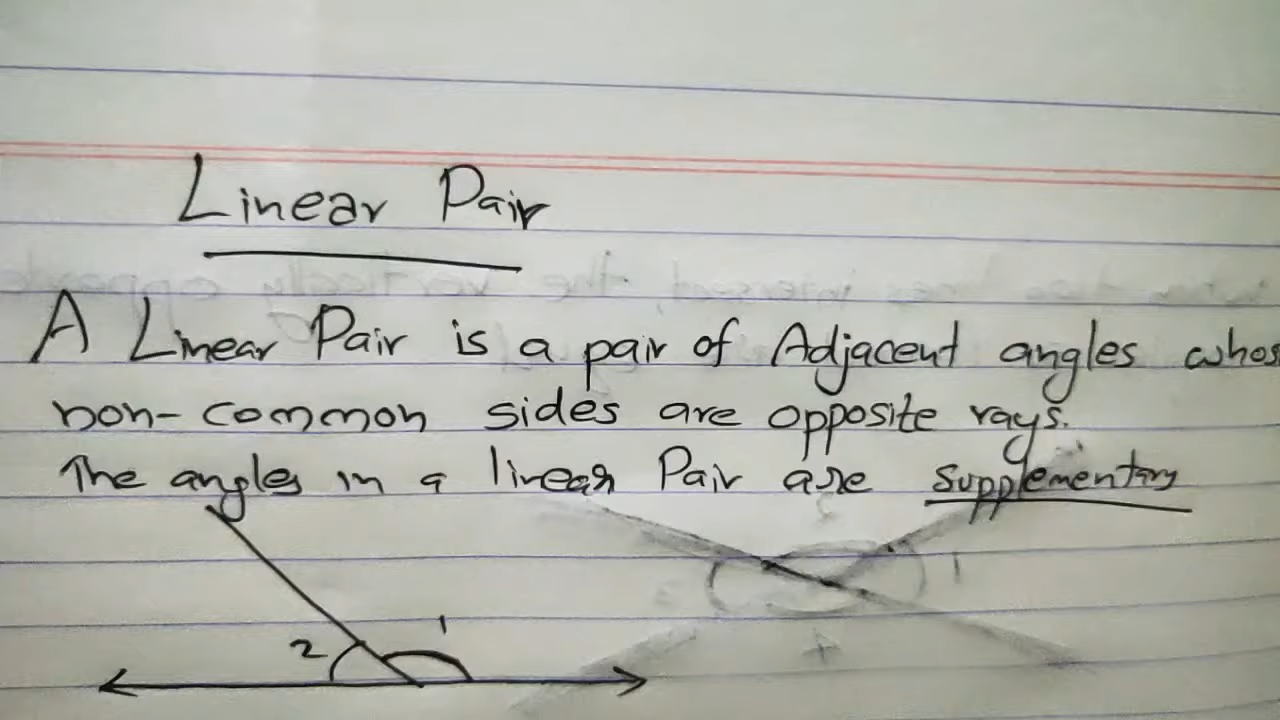 Linear Pair
A Linear Pair is a pair of Adjacent angles whos
non-common sides are opposite rays.
The angles in a linear Pair are supplementary
2 1